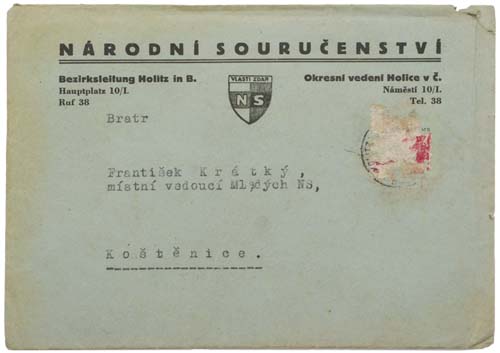 NÁRODNÍ SOURUČENSTVÍ
Bezirksleitung Holitz in B.
Hauptplatz 10/I.
Ruf 38
VLASTI ZDAR
NS
Okresní vedení Holice v č.
Náměstí 10/I.
Tel. 38
Bratr
František Krátký,
místní vedoucí Mladých NS,
Koštěnice.